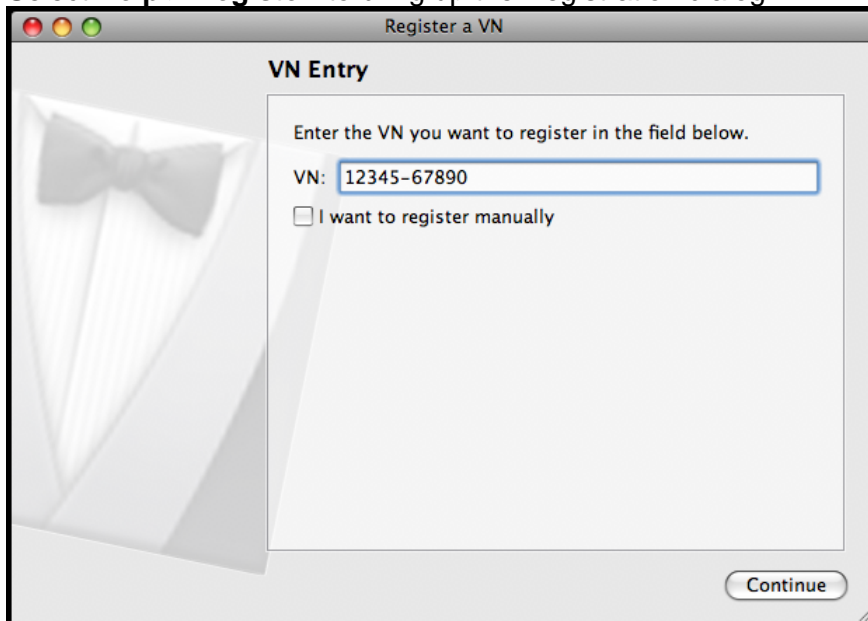 Register a VN
VN Entry
Enter the VN you want to register in the field below.
VN: 12345-67890
I want to register manually
Continue